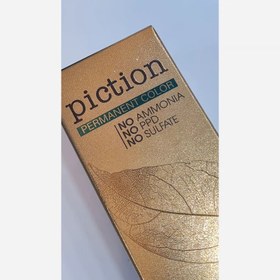 piction
PERMANENT COLOR
NO AMMONIA
NO PPD
NO SULFATE